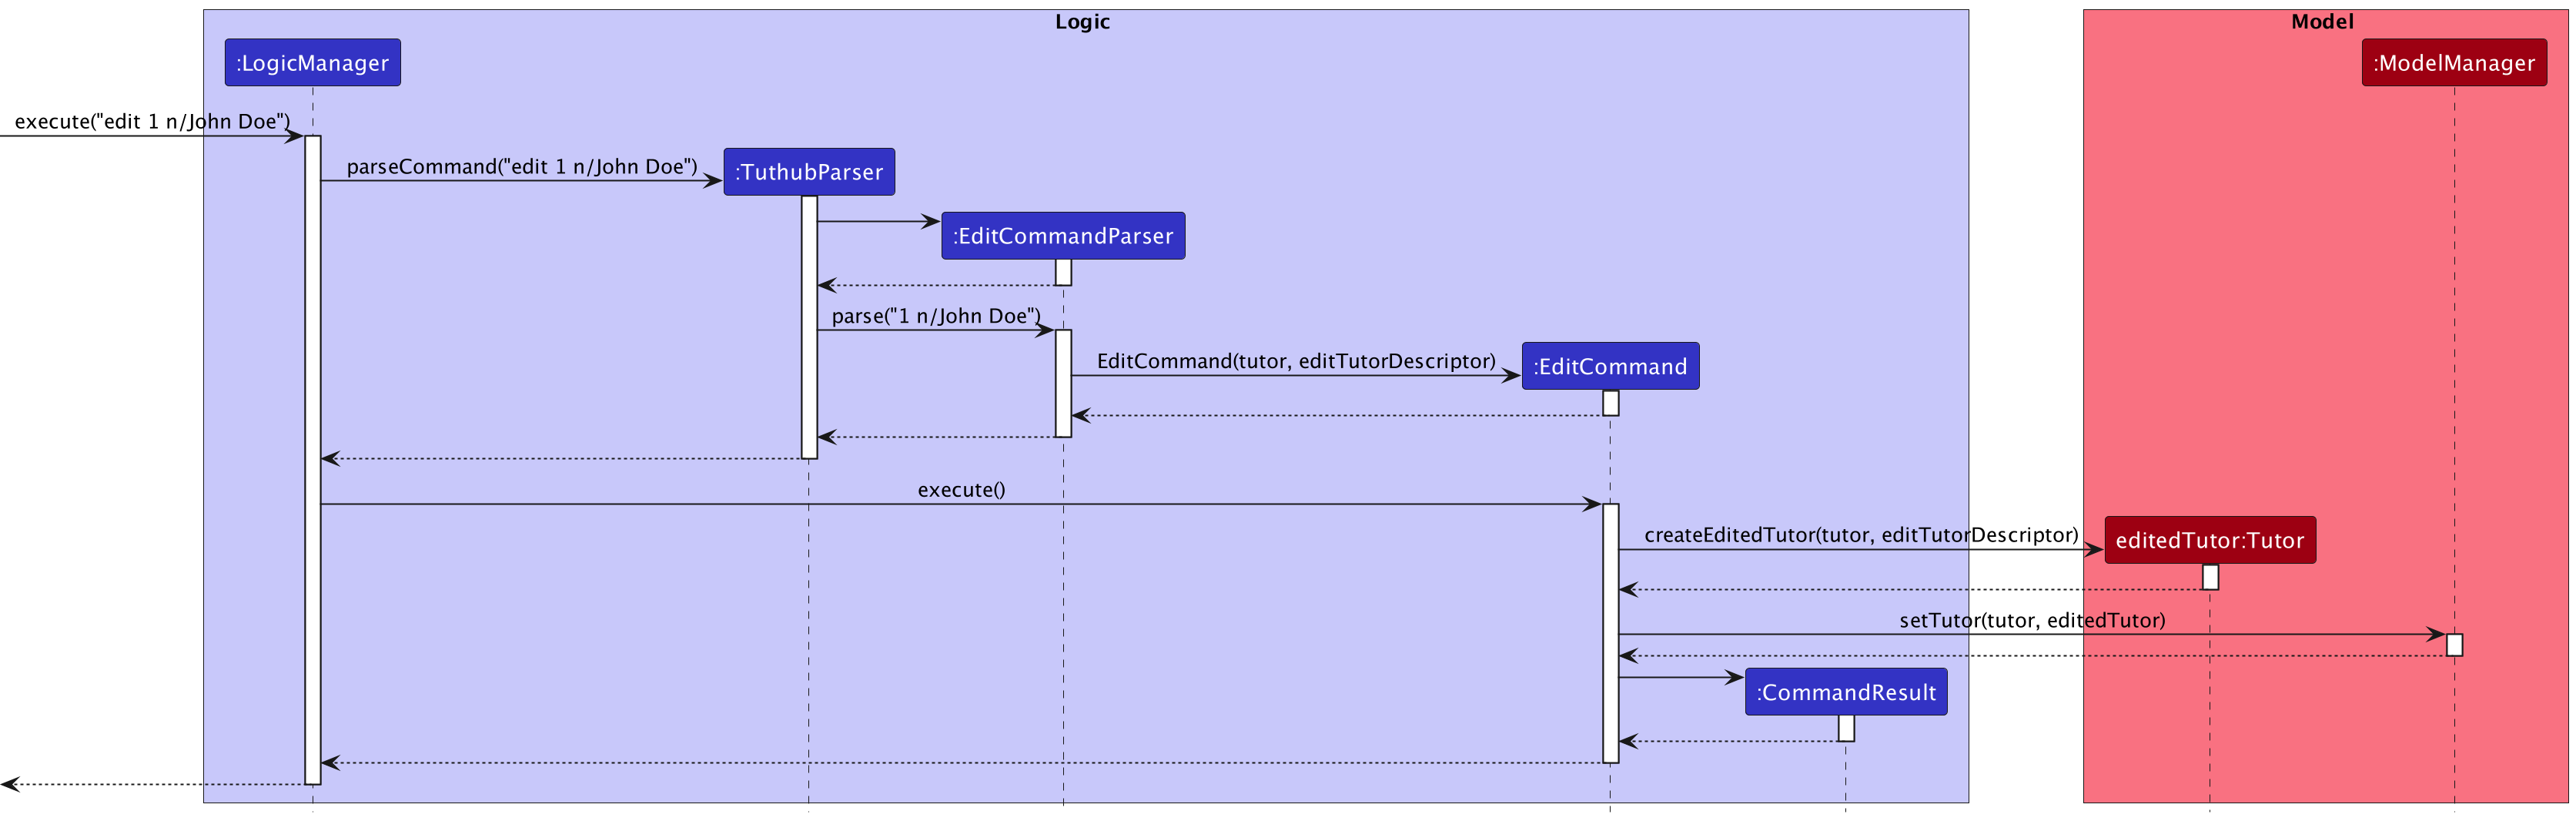 Logic
Model
:LogicManager
:ModelManager
execute("edit 1 n/John Doe")
parseCommand("edit 1 n/John Doe")
:TuthubParser
:EditCommandParser
parse("1 n/John Doe")
EditCommand(tutor, editTutorDescriptor)
:EditCommand
execute()
createEditedTutor(tutor, editTutorDescriptor)
editedTutor:Tutor
setTutor(tutor, editedTutor)
:CommandResult